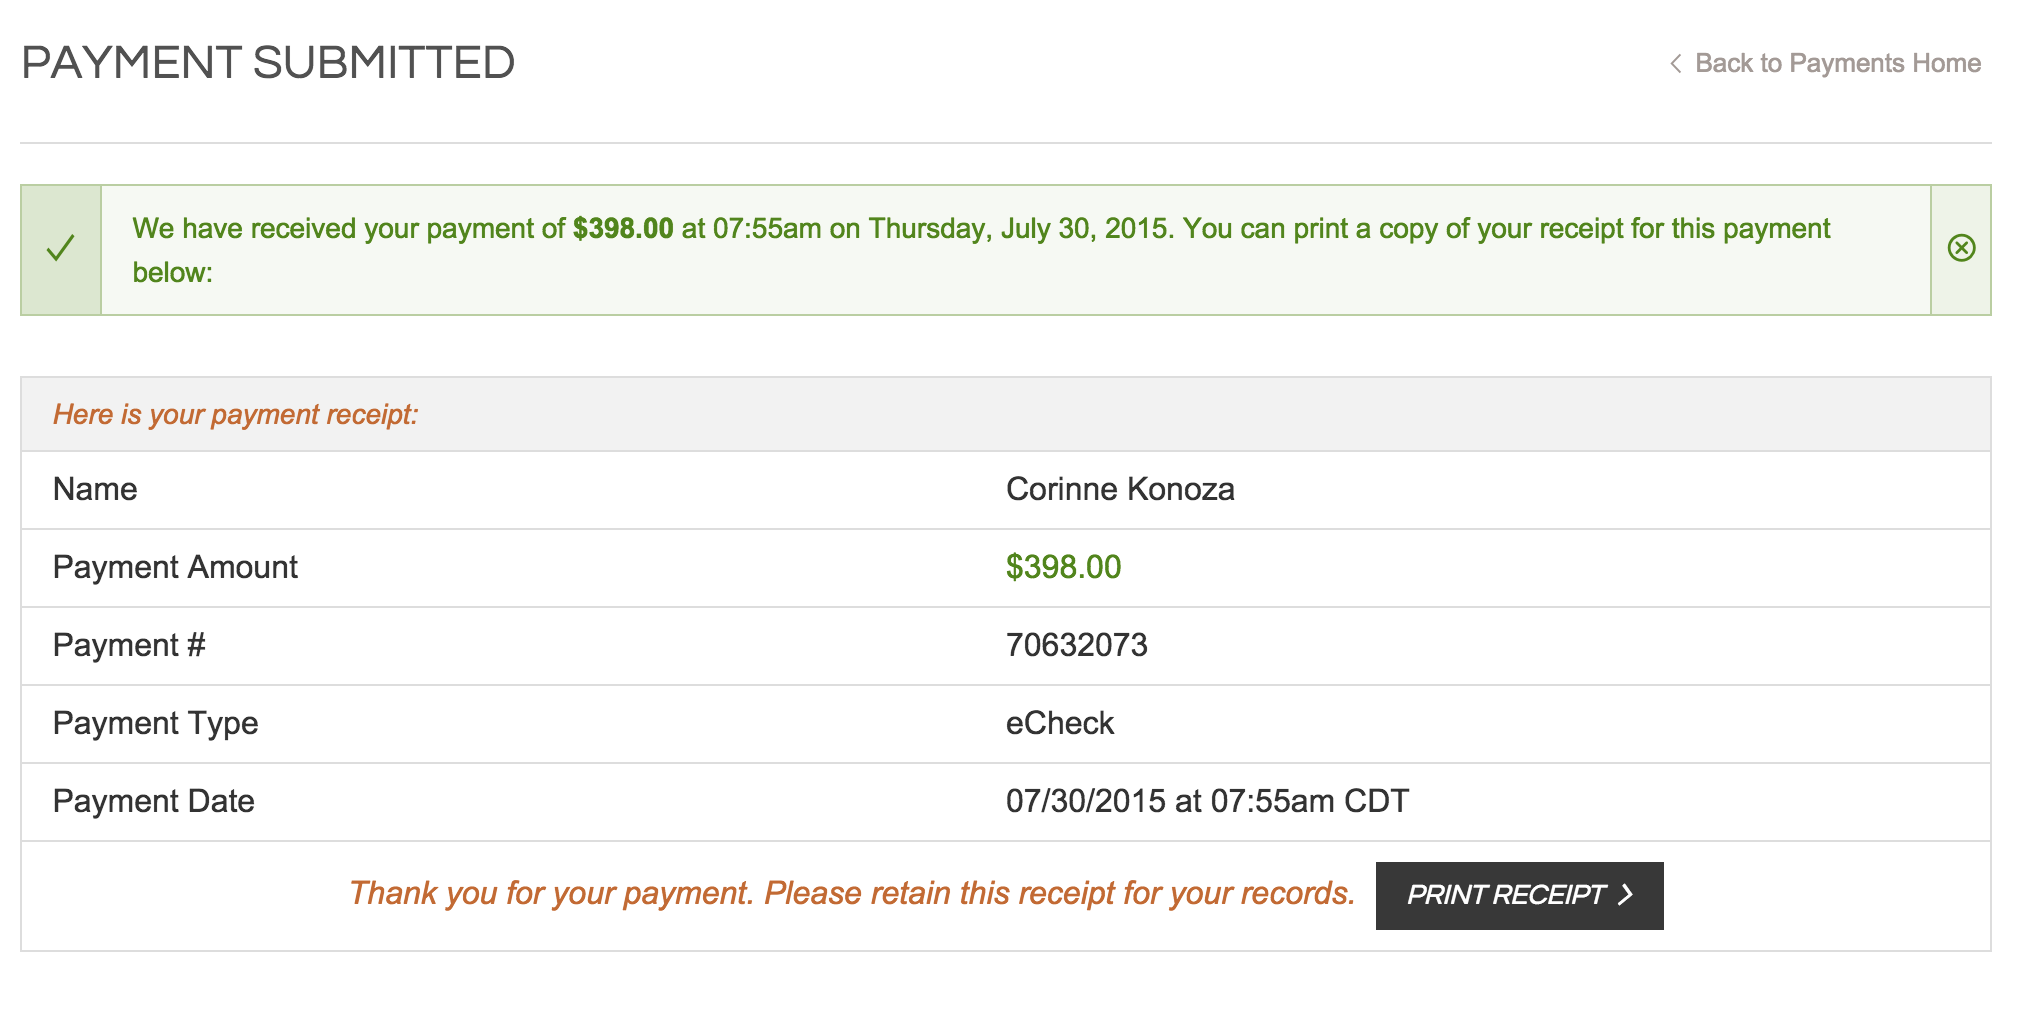 PAYMENT SUBMITTED
Back to Payments Home
We have received your payment of $398.00 at 07:55am on Thursday, July 30, 2015. You can print a copy of your receipt for this payment
below:
Here is your payment receipt:
Name Corinne Konoza
Payment Amount $398.00
Payment # 70632073
Payment Type eCheck
Payment Date 07/30/2015 at 07:55am CDT
Thank you for your payment. Please retain this receipt for your records. PRINT RECEIPT